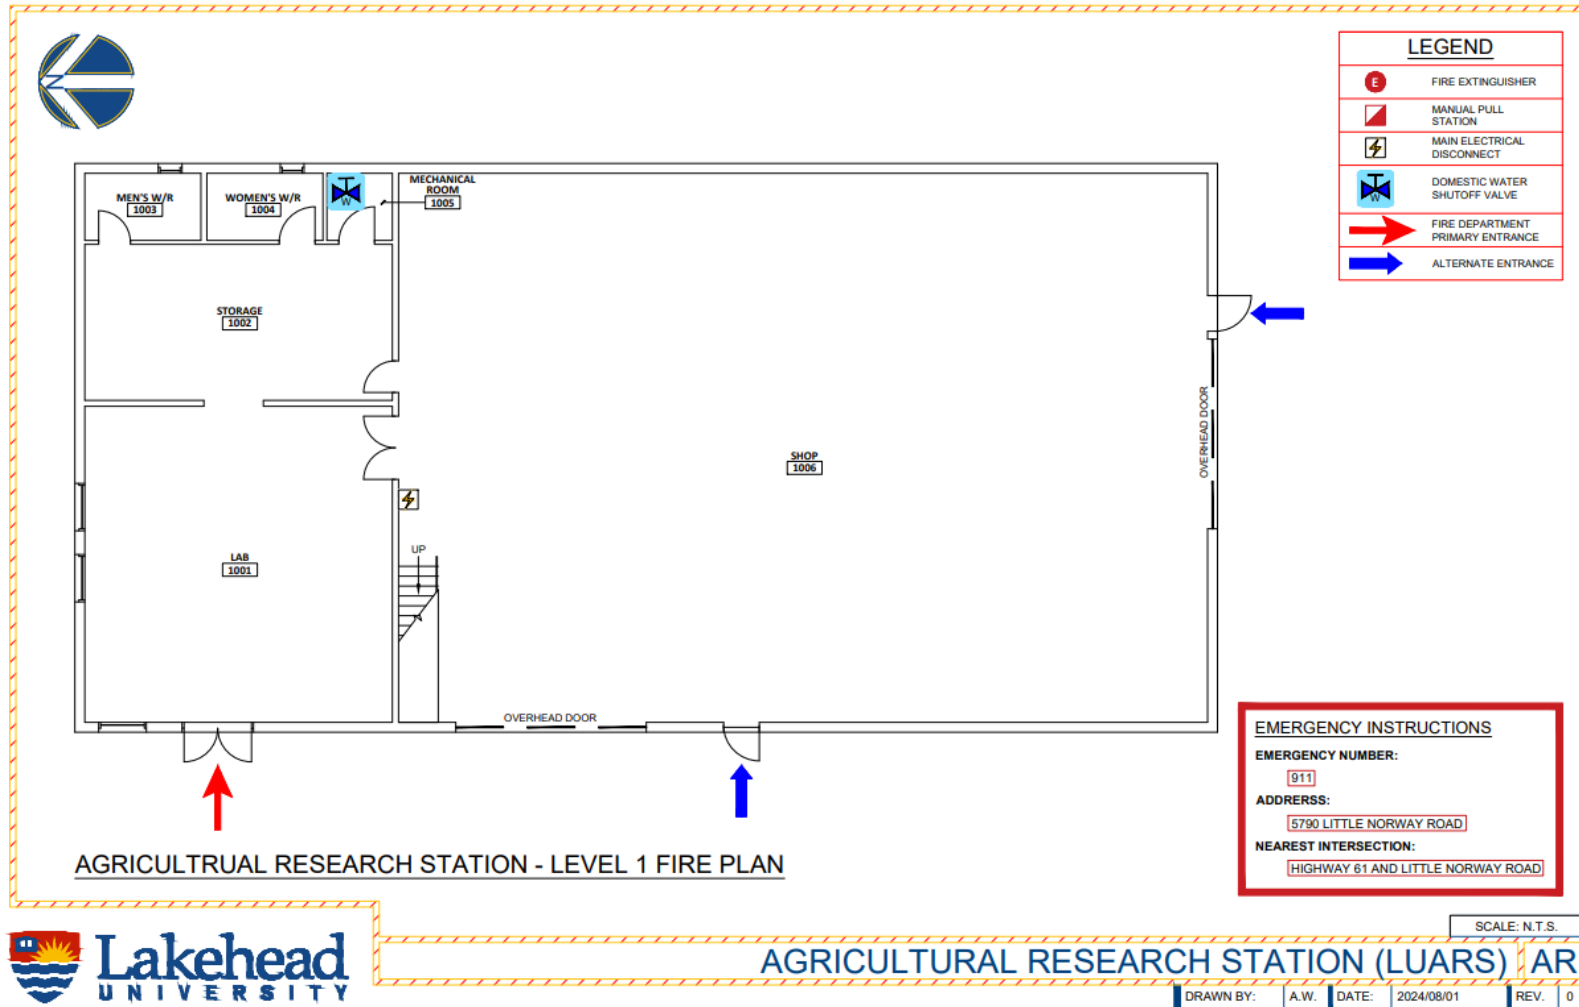 N
LEGEND
E
FIRE EXTINGUISHER
MANUAL PULL
STATION
MAIN ELECTRICAL
DISCONNECT
W
DOMESTIC WATER
SHUTOFF VALVE
FIRE DEPARTMENT
PRIMARY ENTRANCE
ALTERNATE ENTRANCE
MEN'S W/R
1003
WOMEN'S W/R
1004
W
MECHANICAL
ROOM
1005
STORAGE
1002
OVERHEAD DOOR
SHOP
1006
LAB
1001
UP
OVERHEAD DOOR
EMERGENCY INSTRUCTIONS
EMERGENCY NUMBER:
911
ADDRERSS:
5790 LITTLE NORWAY ROAD
NEAREST INTERSECTION:
HIGHWAY 61 AND LITTLE NORWAY ROAD
AGRICULTRUAL RESEARCH STATION - LEVEL 1 FIRE PLAN
SCALE: N.T.S.
Lakehead
UNIVERSITY
AGRICULTURAL RESEARCH STATION (LUARS) AR
DRAWN BY: A.W. DATE: 2024/08/01 REV. 0